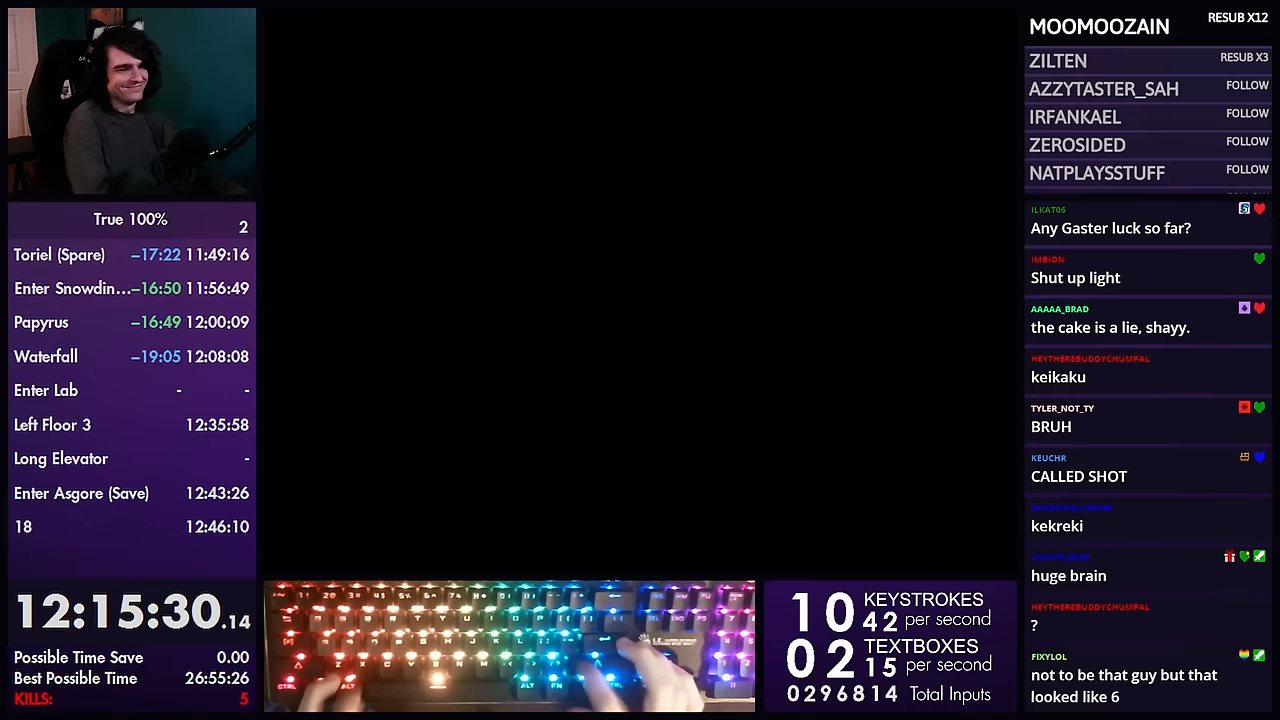 True 100%
2
Toriel (Spare) −17:22 11:49:16
Enter Snowdin... −16:50 11:56:49
Papyrus −16:49 12:00:09
Waterfall −19:05 12:08:08
Enter Lab - -
Left Floor 3 12:35:58
Long Elevator -
Enter Asgore (Save) 12:43:26
18 12:46:10
12:15:30.14
Possible Time Save 0.00
Best Possible Time 26:55:26
KILLS: 5
10 42 KEYSTROKES per second
02 15 TEXTBOXES per second
0296814 Total Inputs
MOOMOOZAIN RESUB X12
ZILTEN RESUB X3
AZZYTASTER_SAH FOLLOW
IRFANKAEL FOLLOW
ZEROSIDED FOLLOW
NATPLAYSSTUFF FOLLOW
ILKAT06
Any Gaster luck so far?
IMBION
Shut up light
AAAAA_BRAD
the cake is a lie, shayy.
HEYTHEREBUDDYCHUMPAL
keikaku
TYLER_NOT_TY
BRUH
KEUCHR
CALLED SHOT
kekreki
huge brain
HEYTHEREBUDDYCHUMPAL
?
FIXYLOL
not to be that guy but that
looked like 6